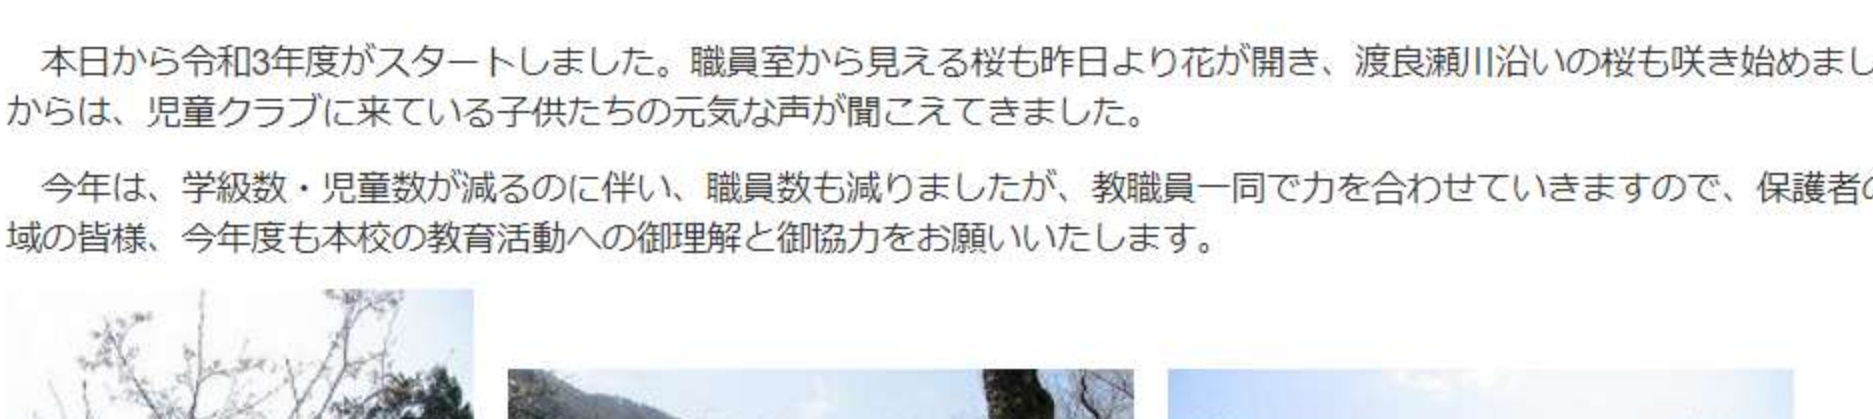 本日から令和3年度がスタートしました。職員室から見える桜も昨日より花が開き、渡良瀬川沿いの桜も咲き始めまし
からは、児童クラブに来ている子供たちの元気な声が聞こえてきました。
今年は、学級数・児童数が減るのに伴い、職員数も減りましたが、教職員一同で力を合わせていきますので、保護者の
域の皆様、今年度も本校の教育活動への御理解と御協力をお願いいたします。